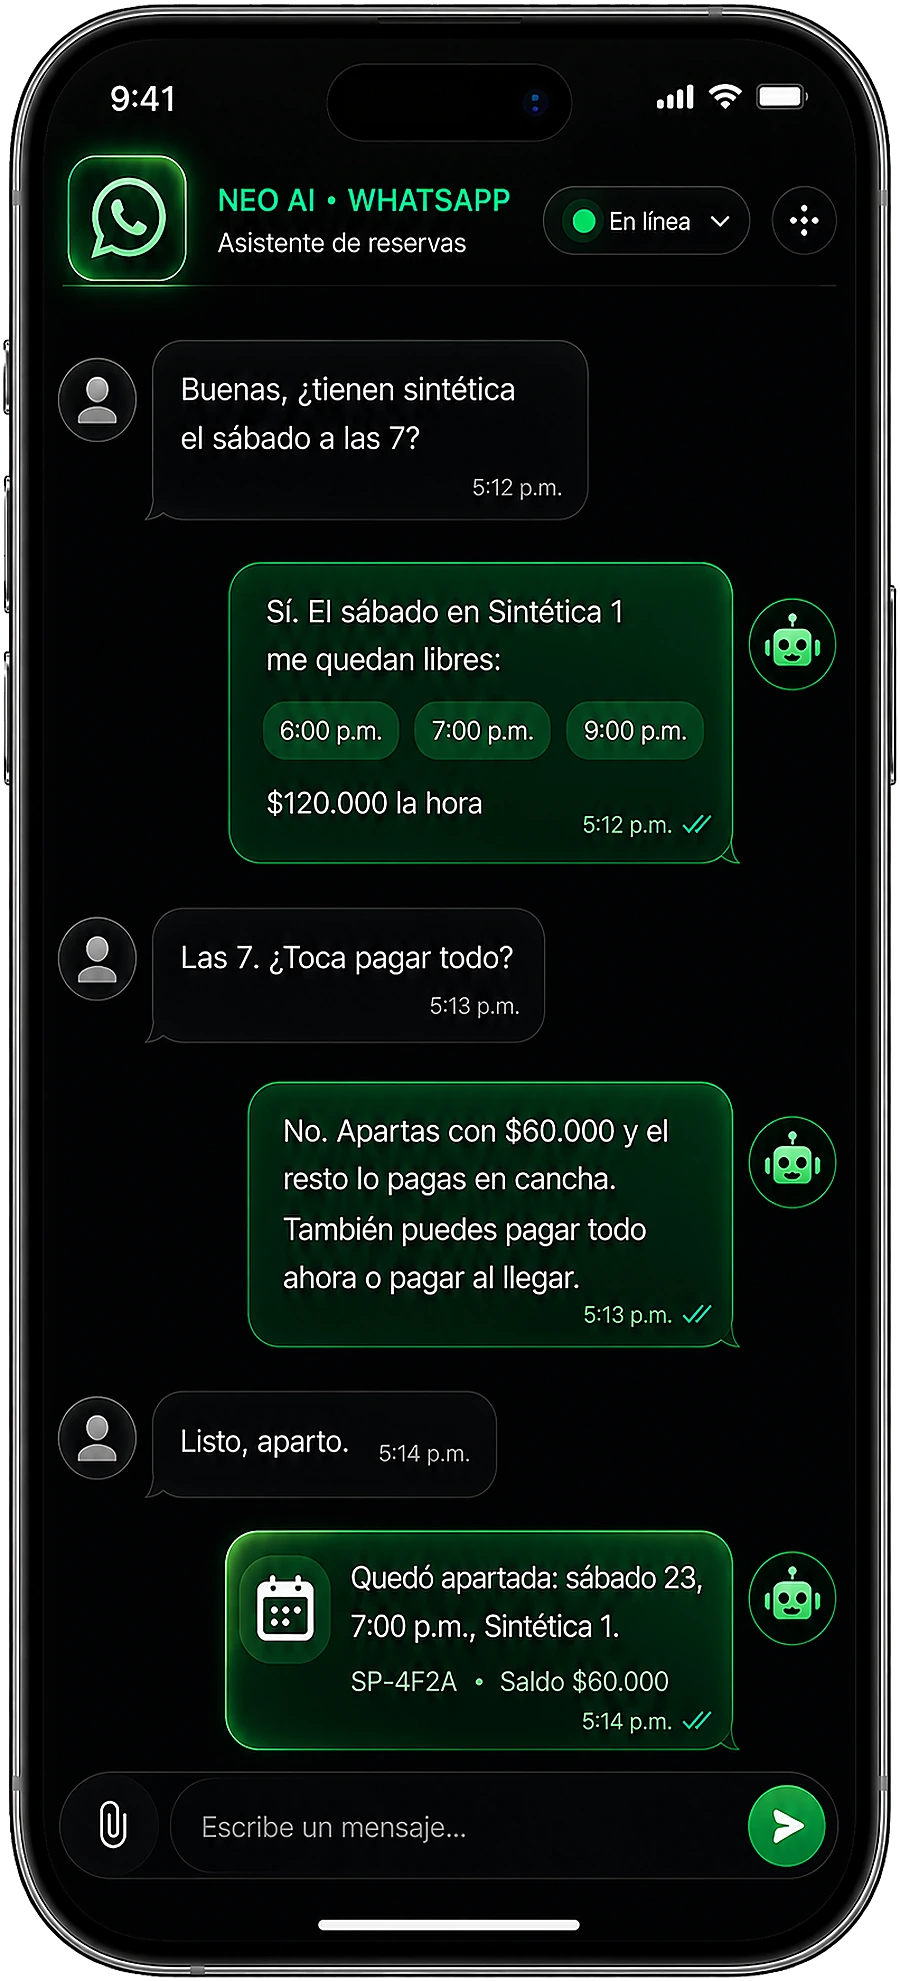 9:41
NEO AI • WHATSAPP
Asistente de reservas
En línea
Buenas, ¿tienen sintética
el sábado a las 7?
5:12 p.m.
Sí. El sábado en Sintética 1
me quedan libres:
6:00 p.m. 7:00 p.m. 9:00 p.m.
$120.000 la hora
5:12 p.m.
Las 7. ¿Toca pagar todo?
5:13 p.m.
No. Apartas con $60.000 y el
resto lo pagas en cancha.
También puedes pagar todo
ahora o pagar al llegar.
5:13 p.m.
Listo, aparto. 5:14 p.m.
Quedó apartada: sábado 23,
7:00 p.m., Sintética 1.
SP-4F2A • Saldo $60.000
5:14 p.m.
Escribe un mensaje...